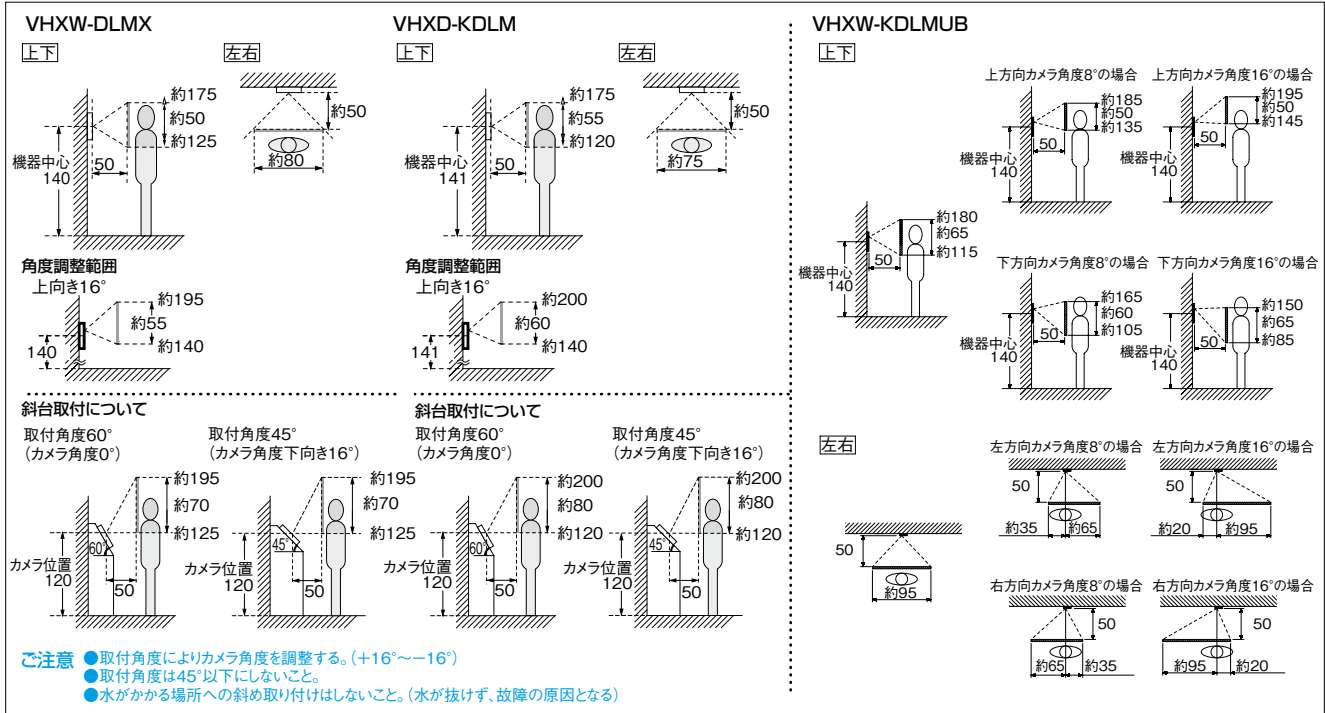 VHXW-DLMX
上下
左右
約175
約50
約125
機器中心
140
50
約50
約80
角度調整範囲
上向き16°
約195
約55
約140
140
VHXD-KDLM
上下
左右
約175
約55
約120
機器中心
141
50
約50
約75
角度調整範囲
上向き16°
約200
約60
約140
141
斜台取付について
取付角度60°
(カメラ角度0°)
約195
約70
約125
60°
カメラ位置
120
50
取付角度45°
(カメラ角度下向き16°)
約195
約70
約125
45°
カメラ位置
120
50
斜台取付について
取付角度60°
(カメラ角度0°)
約200
約80
約120
60°
カメラ位置
120
50
取付角度45°
(カメラ角度下向き16°)
約200
約80
約120
45°
カメラ位置
120
50
ご注意 ●取付角度によりカメラ角度を調整する。(+16°〜−16°)
●取付角度は45°以下にしないこと。
●水がかかる場所への斜め取り付けはしないこと。(水が抜けず、故障の原因となる)
VHXW-KDLMUB
上下
約180
約65
約115
機器中心
140
50
上方向カメラ角度8°の場合
約185
約50
約135
50
機器中心
140
上方向カメラ角度16°の場合
約195
約50
約145
50
機器中心
140
下方向カメラ角度8°の場合
約165
約60
約105
50
機器中心
140
下方向カメラ角度16°の場合
約150
約65
約85
50
機器中心
140
左右
50
約95
左方向カメラ角度8°の場合
50
約35
約65
左方向カメラ角度16°の場合
50
約20
約95
右方向カメラ角度8°の場合
50
約65
約35
右方向カメラ角度16°の場合
50
約95
約20